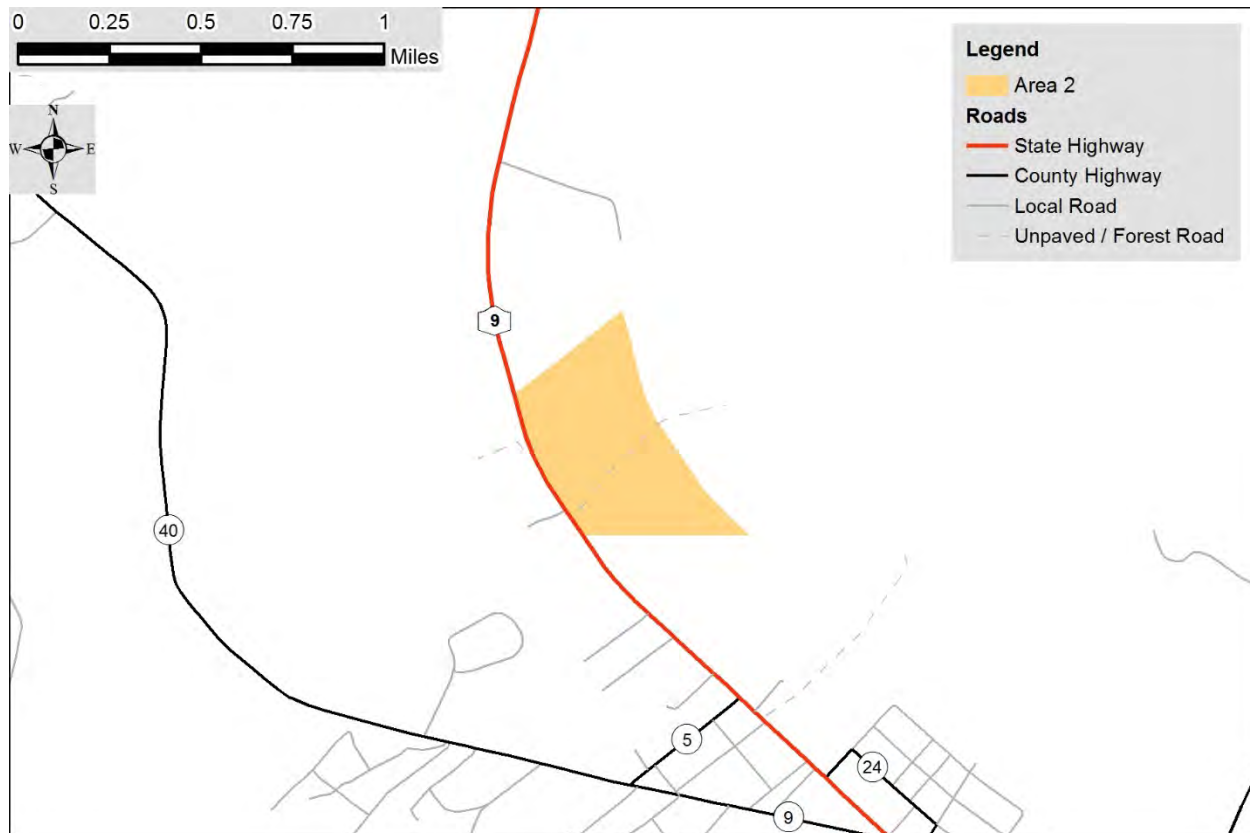 0 0.25 0.5 0.75 1
Miles
N
W E
S
Legend
Area 2
Roads
State Highway
County Highway
Local Road
Unpaved / Forest Road
9
40
5
24
9